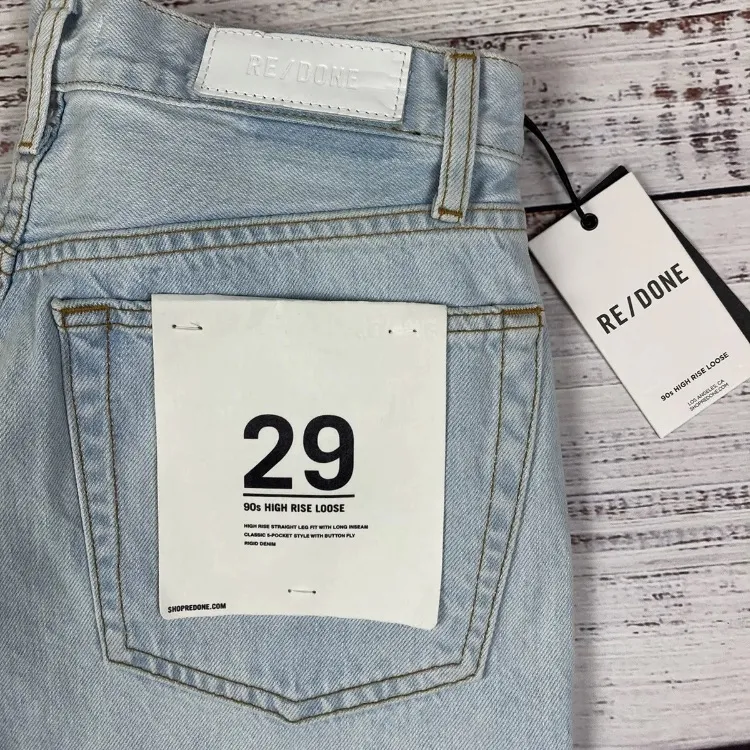 RE/DONE
RE/DONE
90s HIGH RISE LOOSE
LOS ANGELES, CA
SHOPREDONE.COM
29
90s HIGH RISE LOOSE
HIGH RISE STRAIGHT LEG FIT WITH LONG INSEAM
CLASSIC 5-POCKET STYLE WITH BUTTON FLY
RIGID DENIM
SHOPREDONE.COM